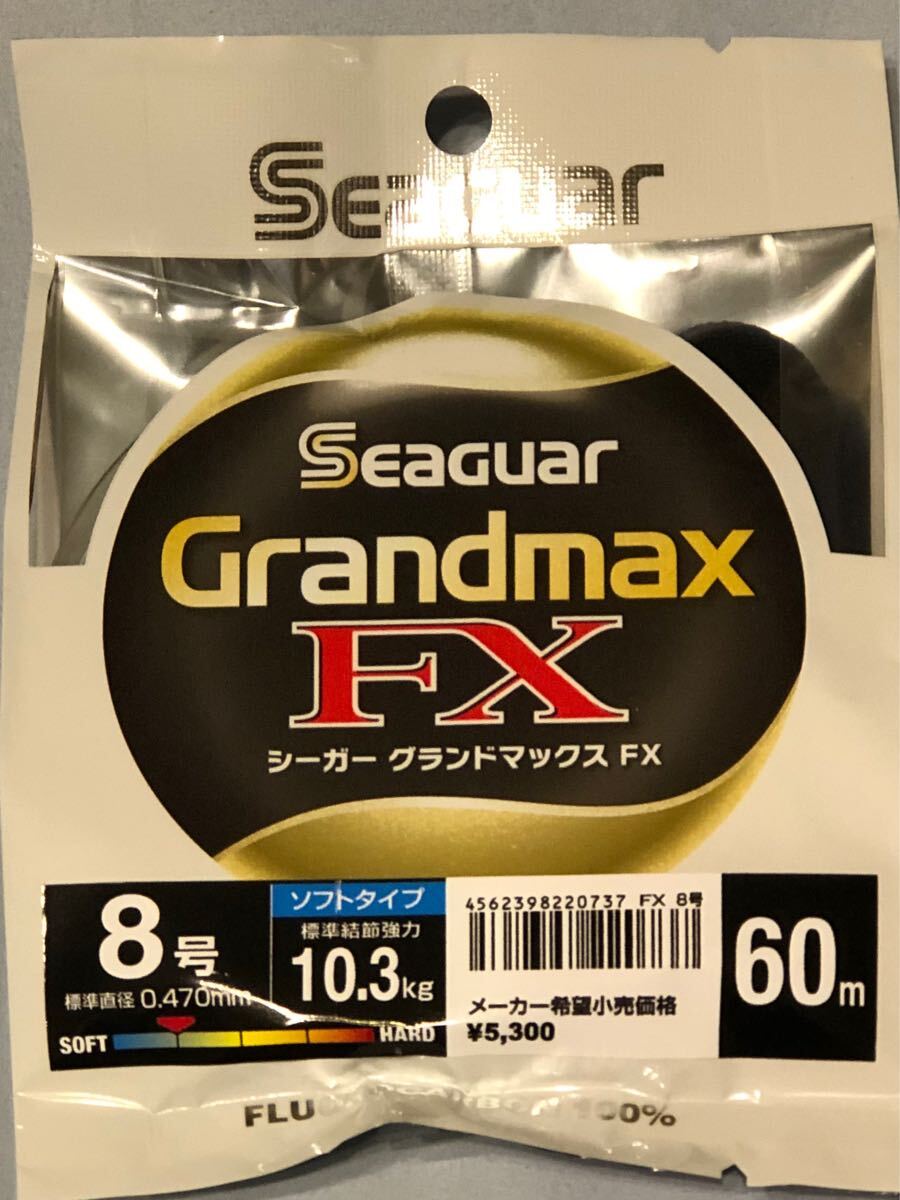 Seaguar
Seaguar
Grandmax
FX
シーガー グランドマックス FX
8号
標準直径 0.470mm
SOFT HARD
ソフトタイプ
標準結節強力
10.3kg
4562398220737 FX 8号
メーカー希望小売価格
¥5,300
60m
FLUOROCARBON 100%